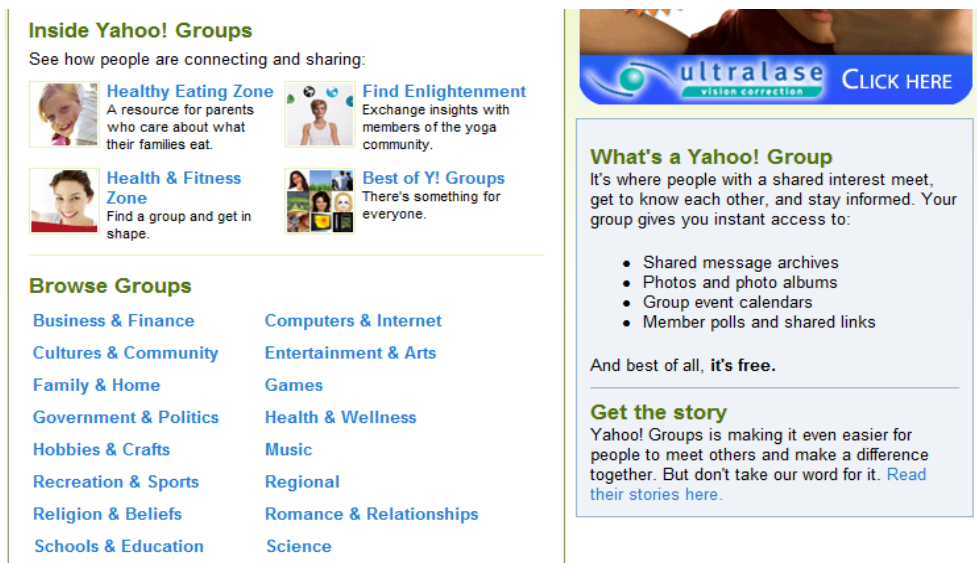 Inside Yahoo! Groups
See how people are connecting and sharing:
Healthy Eating Zone
A resource for parents
who care about what
their families eat.
Find Enlightenment
Exchange insights with
members of the yoga
community.
Health & Fitness
Zone
Find a group and get in
shape.
Best of Y! Groups
There's something for
everyone.
Browse Groups
Business & Finance
Computers & Internet
Cultures & Community
Entertainment & Arts
Family & Home
Games
Government & Politics
Health & Wellness
Hobbies & Crafts
Music
Recreation & Sports
Regional
Religion & Beliefs
Romance & Relationships
Schools & Education
Science
ultralase
vision correction
CLICK HERE
What's a Yahoo! Group
It's where people with a shared interest meet,
get to know each other, and stay informed. Your
group gives you instant access to:
• Shared message archives
• Photos and photo albums
• Group event calendars
• Member polls and shared links
And best of all, it's free.
Get the story
Yahoo! Groups is making it even easier for
people to meet others and make a difference
together. But don't take our word for it. Read
their stories here.